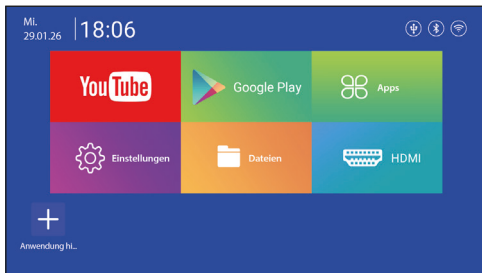 Mi.
29.01.26
18:06
YouTube
Google Play
Apps
Einstellungen
Dateien
HDMI
Anwendung hi...